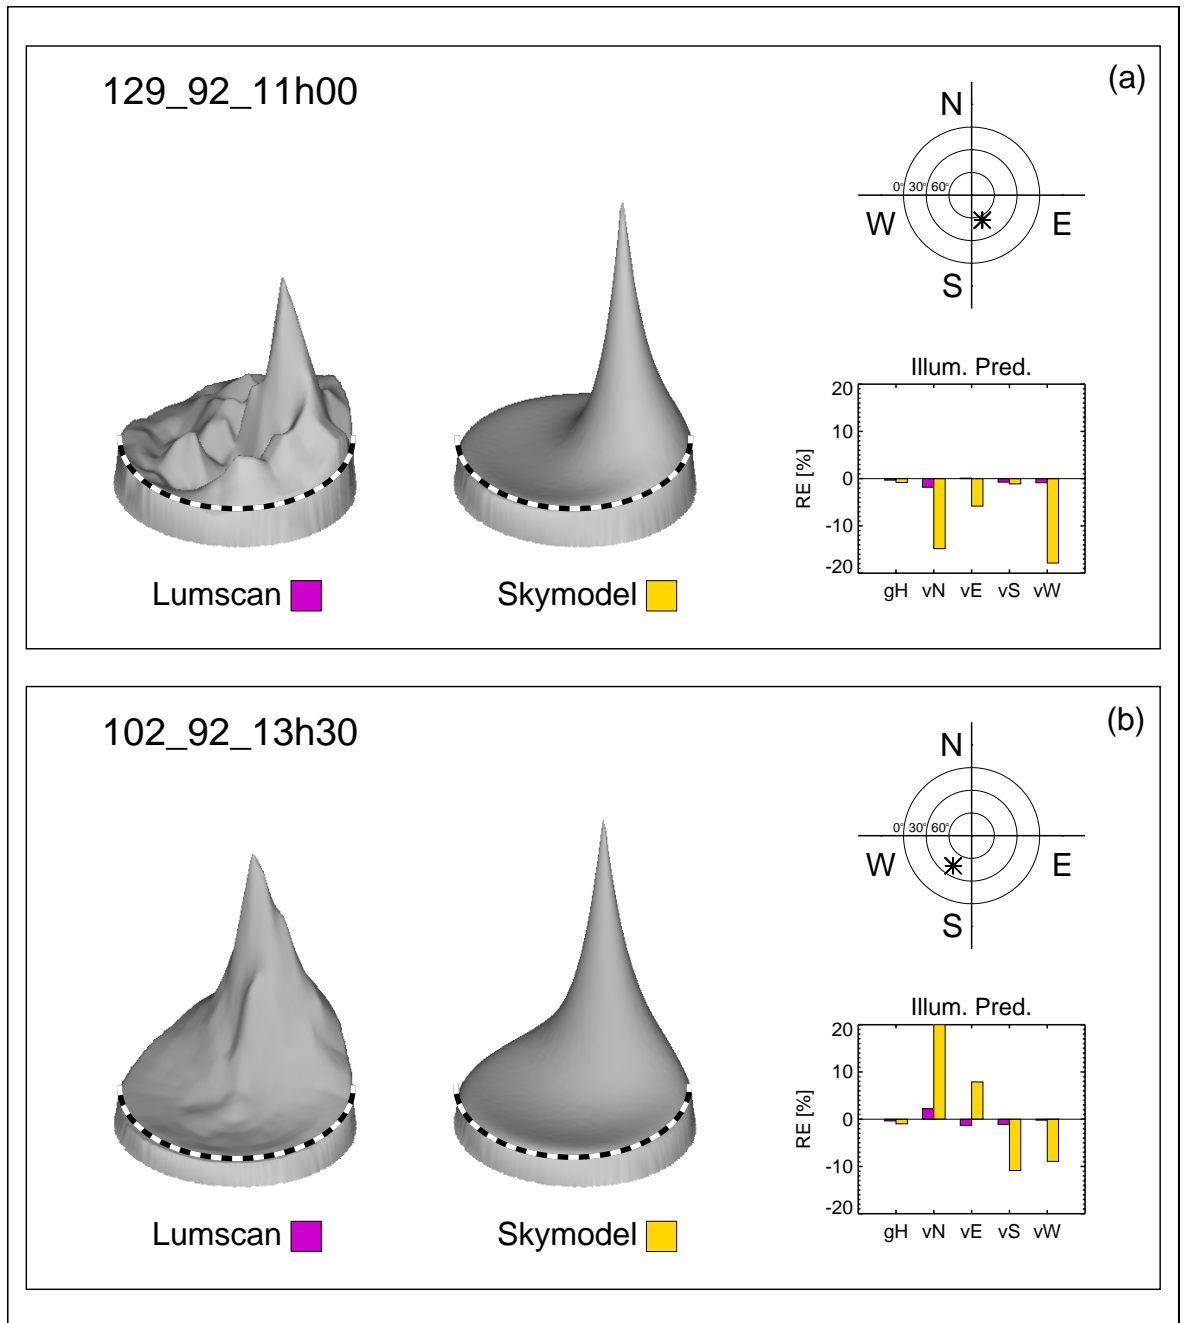 129_92_11h00
(a)
N
0° 30° 60°
W E
S
Illum. Pred.
20
10
0
-10
-20
RE [%]
gH vN vE vS vW
Lumscan
Skymodel
102_92_13h30
(b)
N
0° 30° 60°
W E
S
Illum. Pred.
20
10
0
-10
-20
RE [%]
gH vN vE vS vW
Lumscan
Skymodel